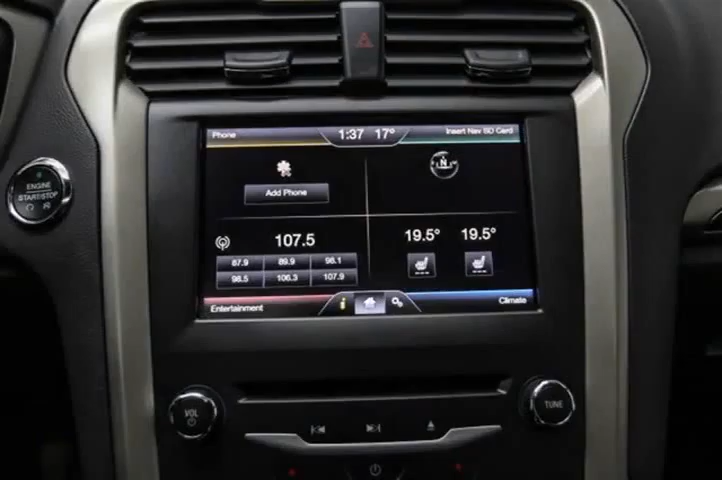 Phone 1:37 17° Insert Nav SD Card
N
Add Phone
ENGINE
START STOP
107.5 19.5° 19.5°
87.9 89.9 98.1
98.5 106.3 107.9
Entertainment i Climate
VOL TUNE